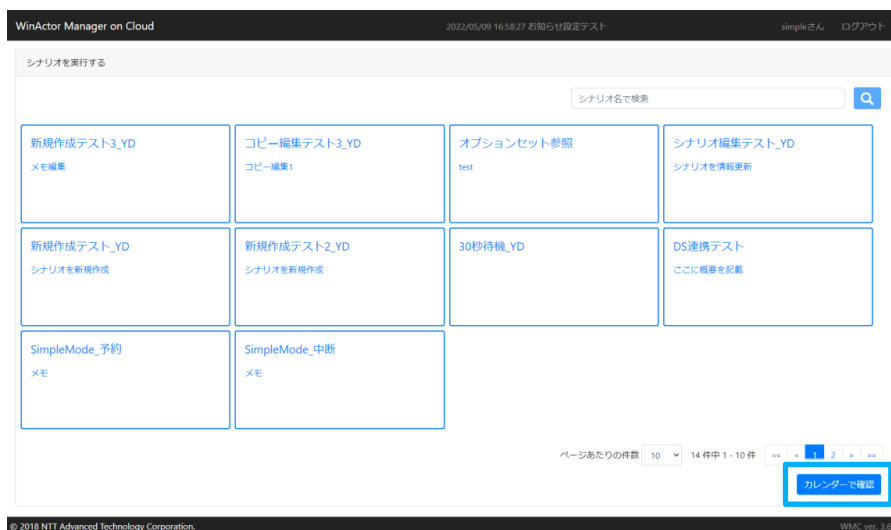 WinActor Manager on Cloud 2022/05/09 16:58:27 お知らせ設定テスト simpleさん ログアウト
シナリオを実行する
シナリオ名で検索
新規作成テスト3_YD コピー編集テスト3_YD オプションセット参照 シナリオ編集テスト_YD
メモ編集 コピー編集1 test シナリオを情報更新
新規作成テスト_YD 新規作成テスト2_YD 30秒待機_YD DS連携テスト
シナリオを新規作成 シナリオを新規作成 ここに概要を記載
SimpleMode_予約 SimpleMode_中断
メモ メモ
ページあたりの件数 10 14 件中 1 - 10 件 «« « 1 2 » »»
カレンダーで確認
© 2018 NTT Advanced Technology Corporation. WMC ver. 3.6